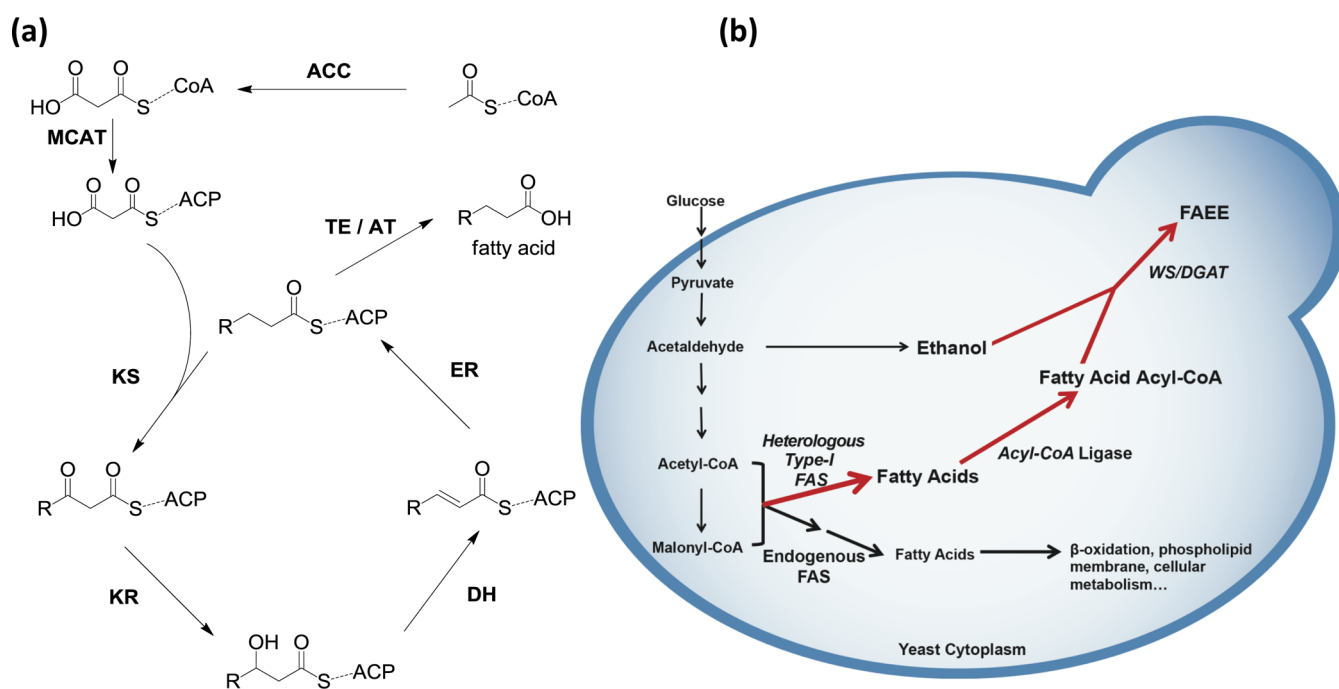 (a)
O
O
HO
S
CoA
ACC
O
S
CoA
MCAT
O
O
HO
S
ACP
TE / AT
O
R
OH
fatty acid
O
R
S
ACP
KS
ER
O
O
R
S
ACP
O
R
S
ACP
KR
DH
OH
O
R
S
ACP
(b)
Glucose
Pyruvate
Acetaldehyde
Ethanol
FAEE
WS/DGAT
Fatty Acid Acyl-CoA
Acyl-CoA Ligase
Acetyl-CoA
Heterologous
Type-I
FAS
Fatty Acids
Malonyl-CoA
Endogenous
FAS
Fatty Acids
β-oxidation, phospholipid
membrane, cellular
metabolism…
Yeast Cytoplasm